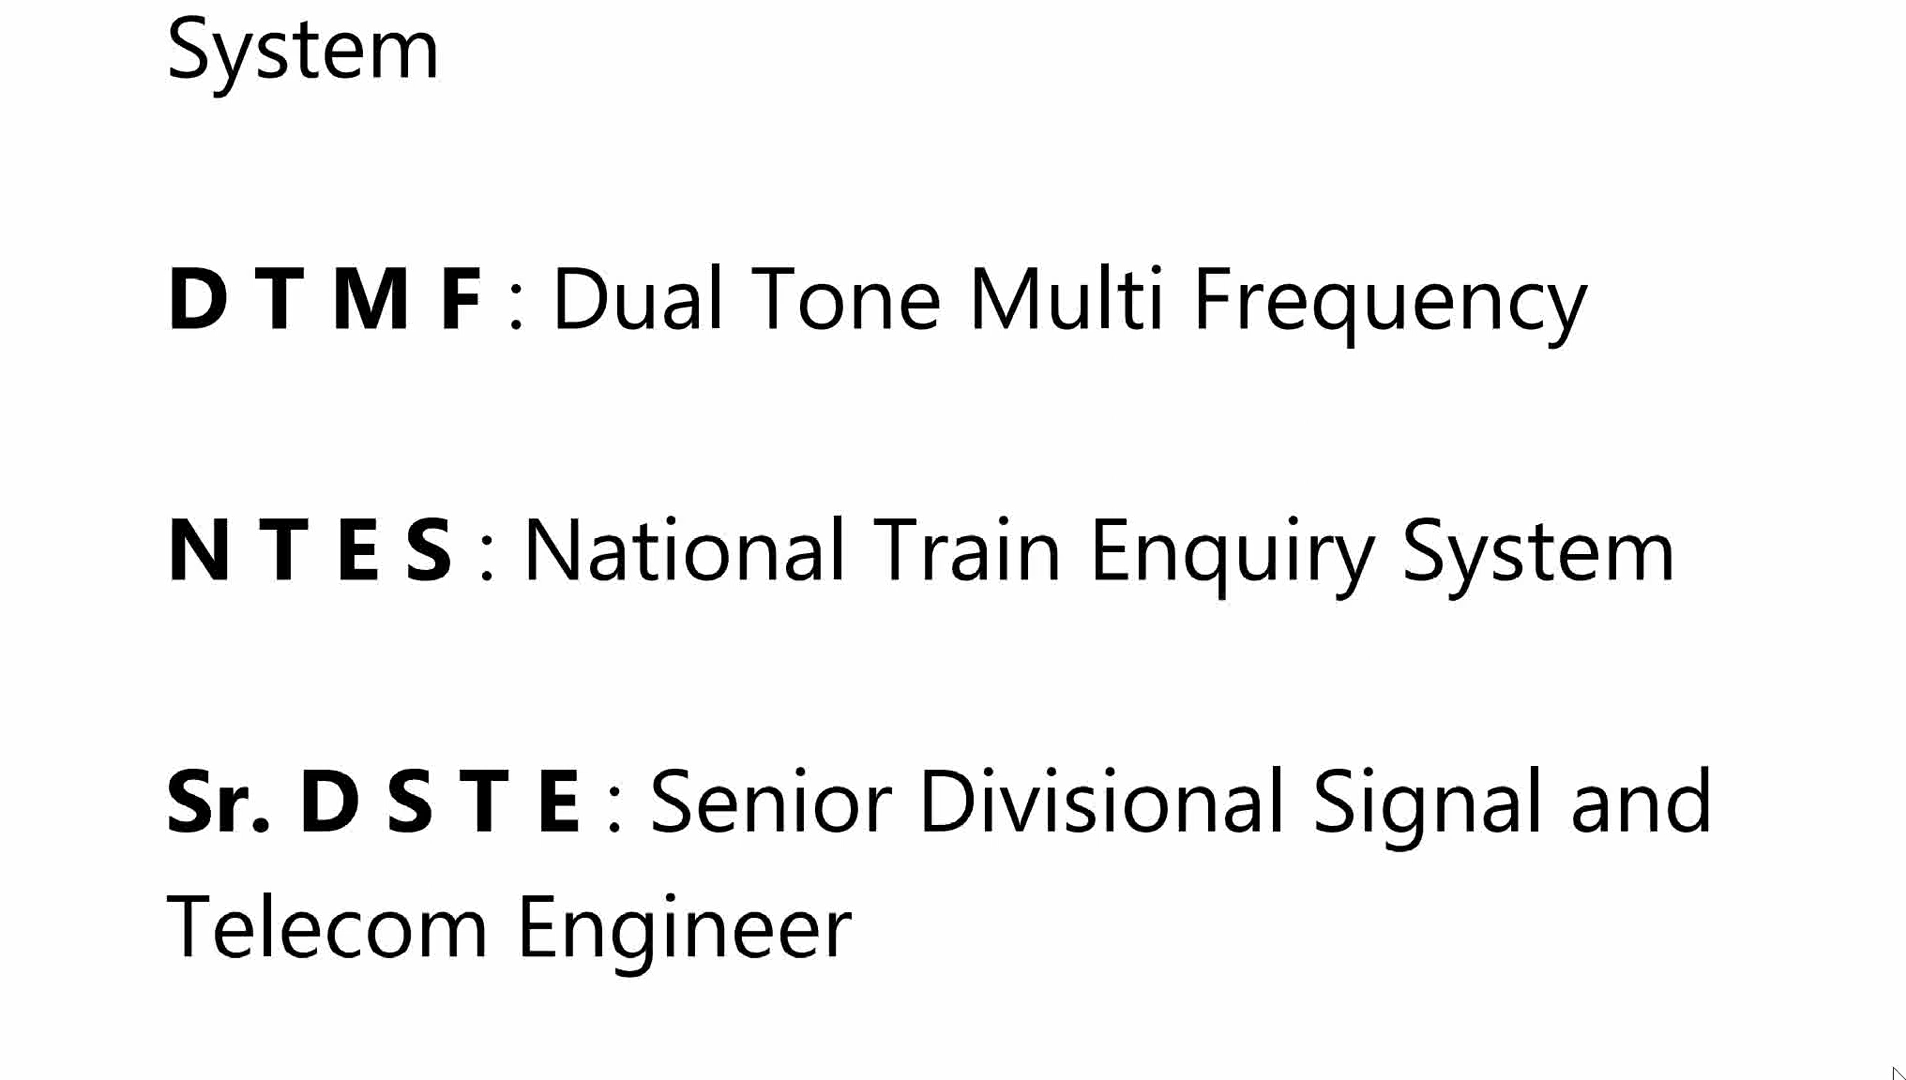 System
D T M F : Dual Tone Multi Frequency
N T E S : National Train Enquiry System
Sr. D S T E : Senior Divisional Signal and
Telecom Engineer